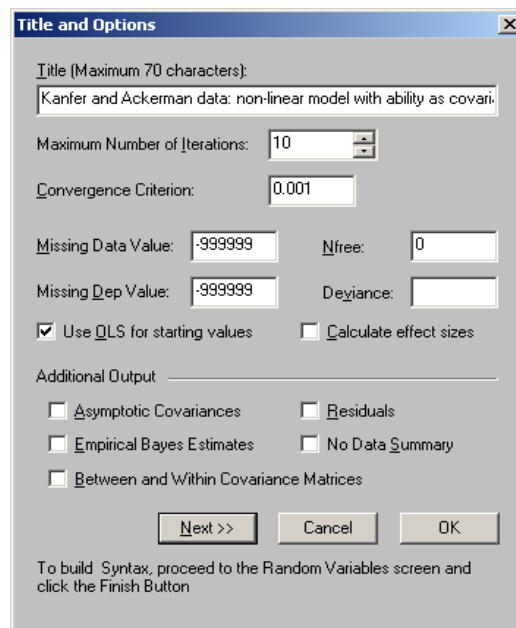 Title and Options
Title (Maximum 70 characters):
Kanfer and Ackerman data: non-linear model with ability as covari
Maximum Number of Iterations: 10
Convergence Criterion: 0.001
Missing Data Value: -999999 Nfree: 0
Missing Dep Value: -999999 Deviance:
Use OLS for starting values Calculate effect sizes
Additional Output
Asymptotic Covariances Residuals
Empirical Bayes Estimates No Data Summary
Between and Within Covariance Matrices
Next >> Cancel OK
To build Syntax, proceed to the Random Variables screen and
click the Finish Button